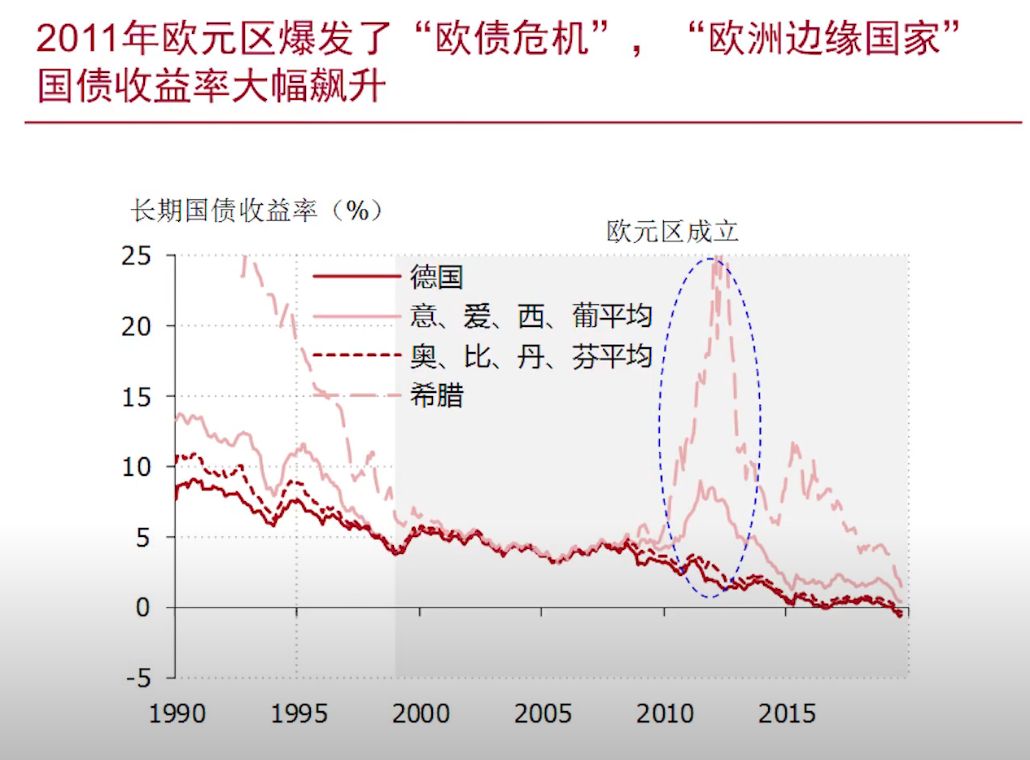 2011年欧元区爆发了“欧债危机”，“欧洲边缘国家”
国债收益率大幅飙升
长期国债收益率（%）
欧元区成立
25
20
15
10
5
0
-5
德国
意、爱、西、葡平均
奥、比、丹、芬平均
希腊
1990 1995 2000 2005 2010 2015